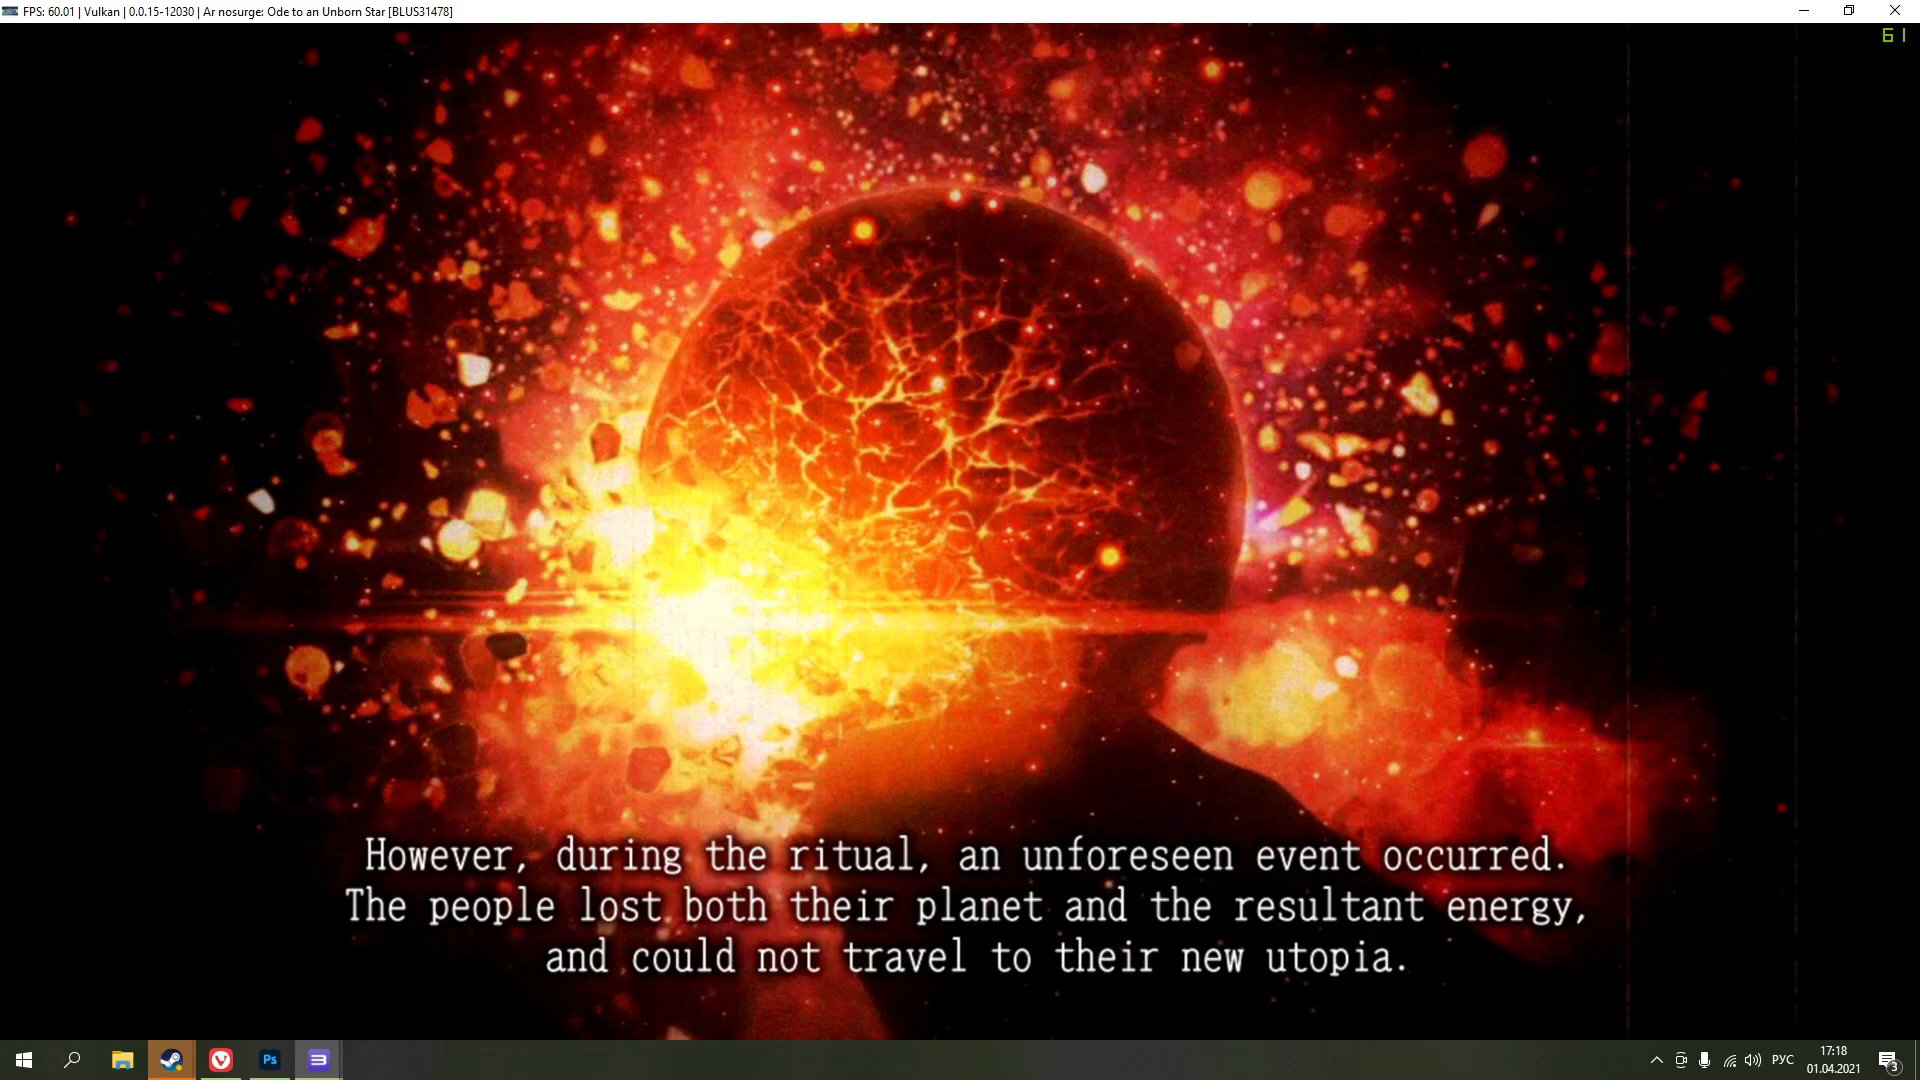 FPS: 60.01 | Vulkan | 0.0.15-12030 | Ar nosurge: Ode to an Unborn Star [BLUS31478]
61
However, during the ritual, an unforeseen event occurred.
The people lost both their planet and the resultant energy,
and could not travel to their new utopia.
Ps
РУС
17:18
01.04.2021
3